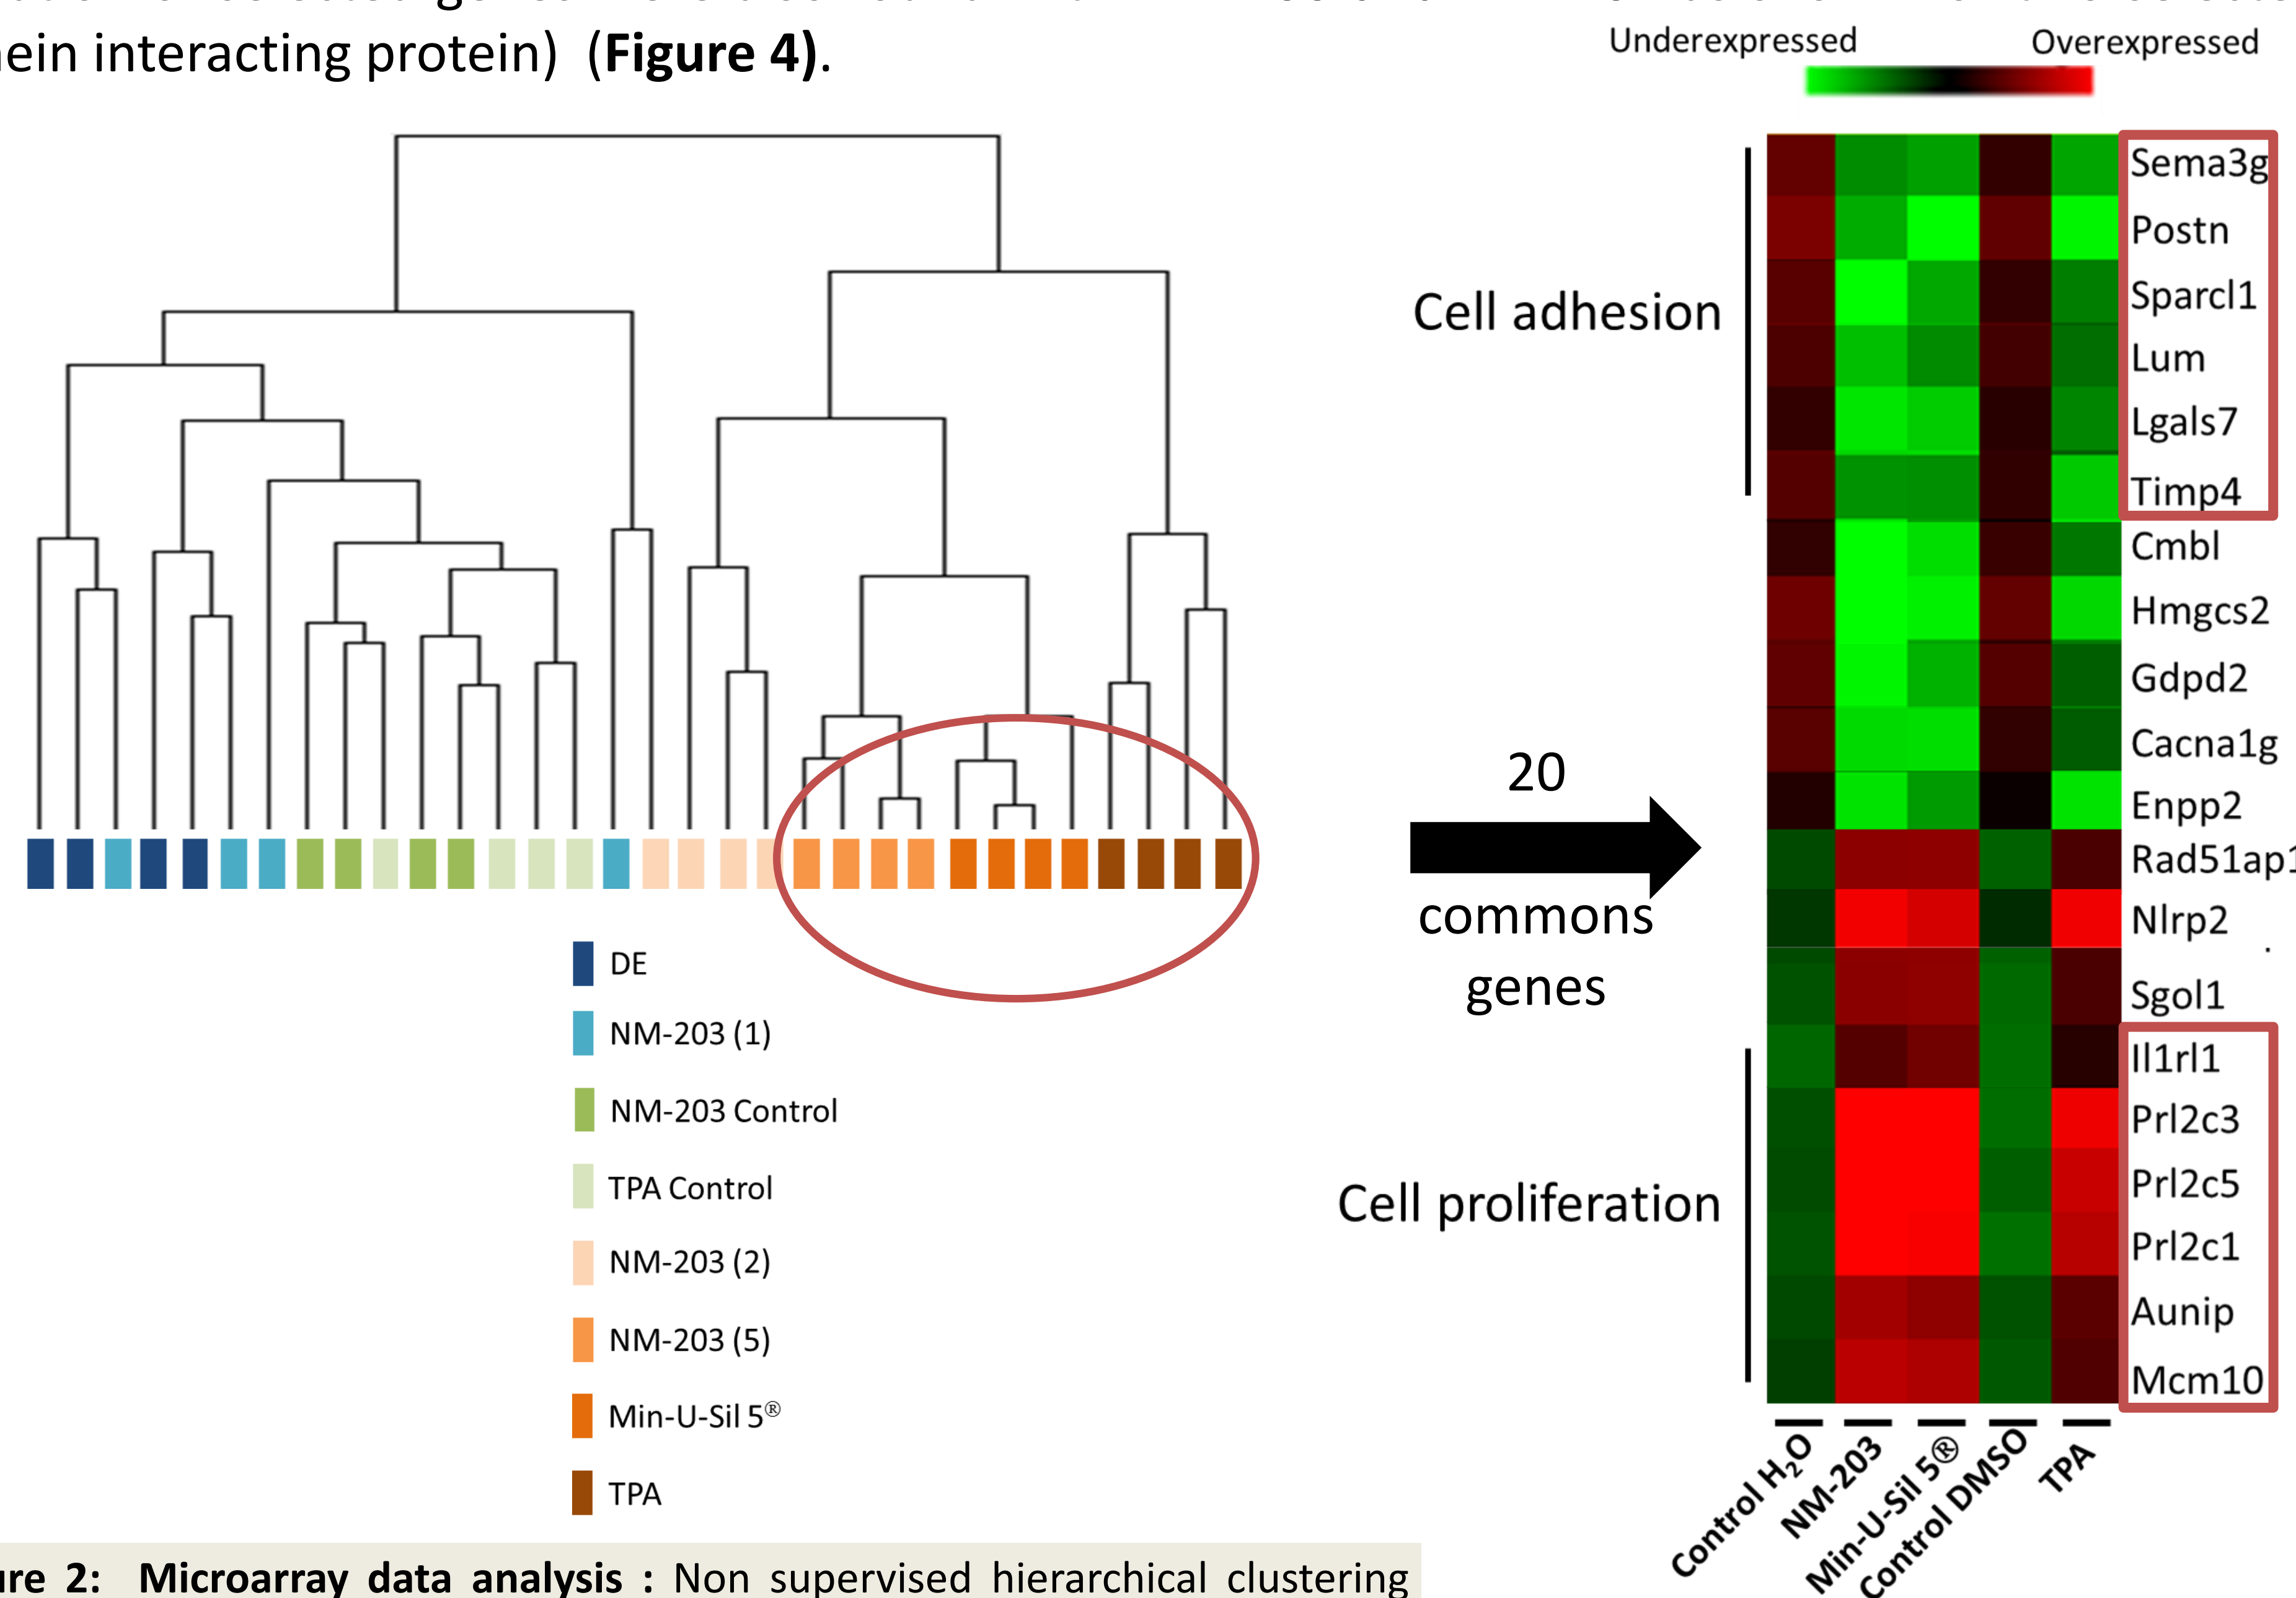 ein interacting protein) (Figure 4).
Underexpressed
Overexpressed
Cell adhesion
Sema3g
Postn
Sparcl1
Lum
Lgals7
Timp4
Cmbl
Hmgcs2
Gdpd2
Cacna1g
Enpp2
Rad51ap1
Nlrp2
.
Sgol1
Il1rl1
Prl2c3
Prl2c5
Prl2c1
Aunip
Mcm10
20
commons
genes
Cell proliferation
DE
NM-203 (1)
NM-203 Control
TPA Control
NM-203 (2)
NM-203 (5)
Min-U-Sil 5®
TPA
Control H₂O
NM-203
Min-U-Sil 5®
Control DMSO
TPA
ure 2: Microarray data analysis : Non supervised hierarchical clustering